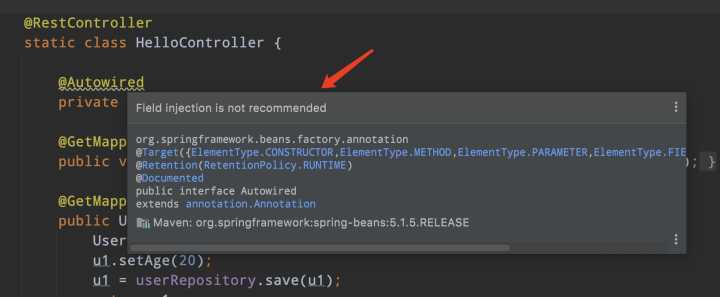 @RestController
static class HelloController {
@Autowired
private
Field injection is not recommended
org.springframework.beans.factory.annotation
@Target({ElementType.CONSTRUCTOR,ElementType.METHOD,ElementType.PARAMETER,ElementType.FIE
@Retention(RetentionPolicy.RUNTIME)
@Documented
public interface Autowired
extends annotation.Annotation
Maven: org.springframework:spring-beans:5.1.5.RELEASE
@GetMapp
public v ); }
@GetMapp
public U
User
u1.setAge(20);
u1 = userRepository.save(u1);